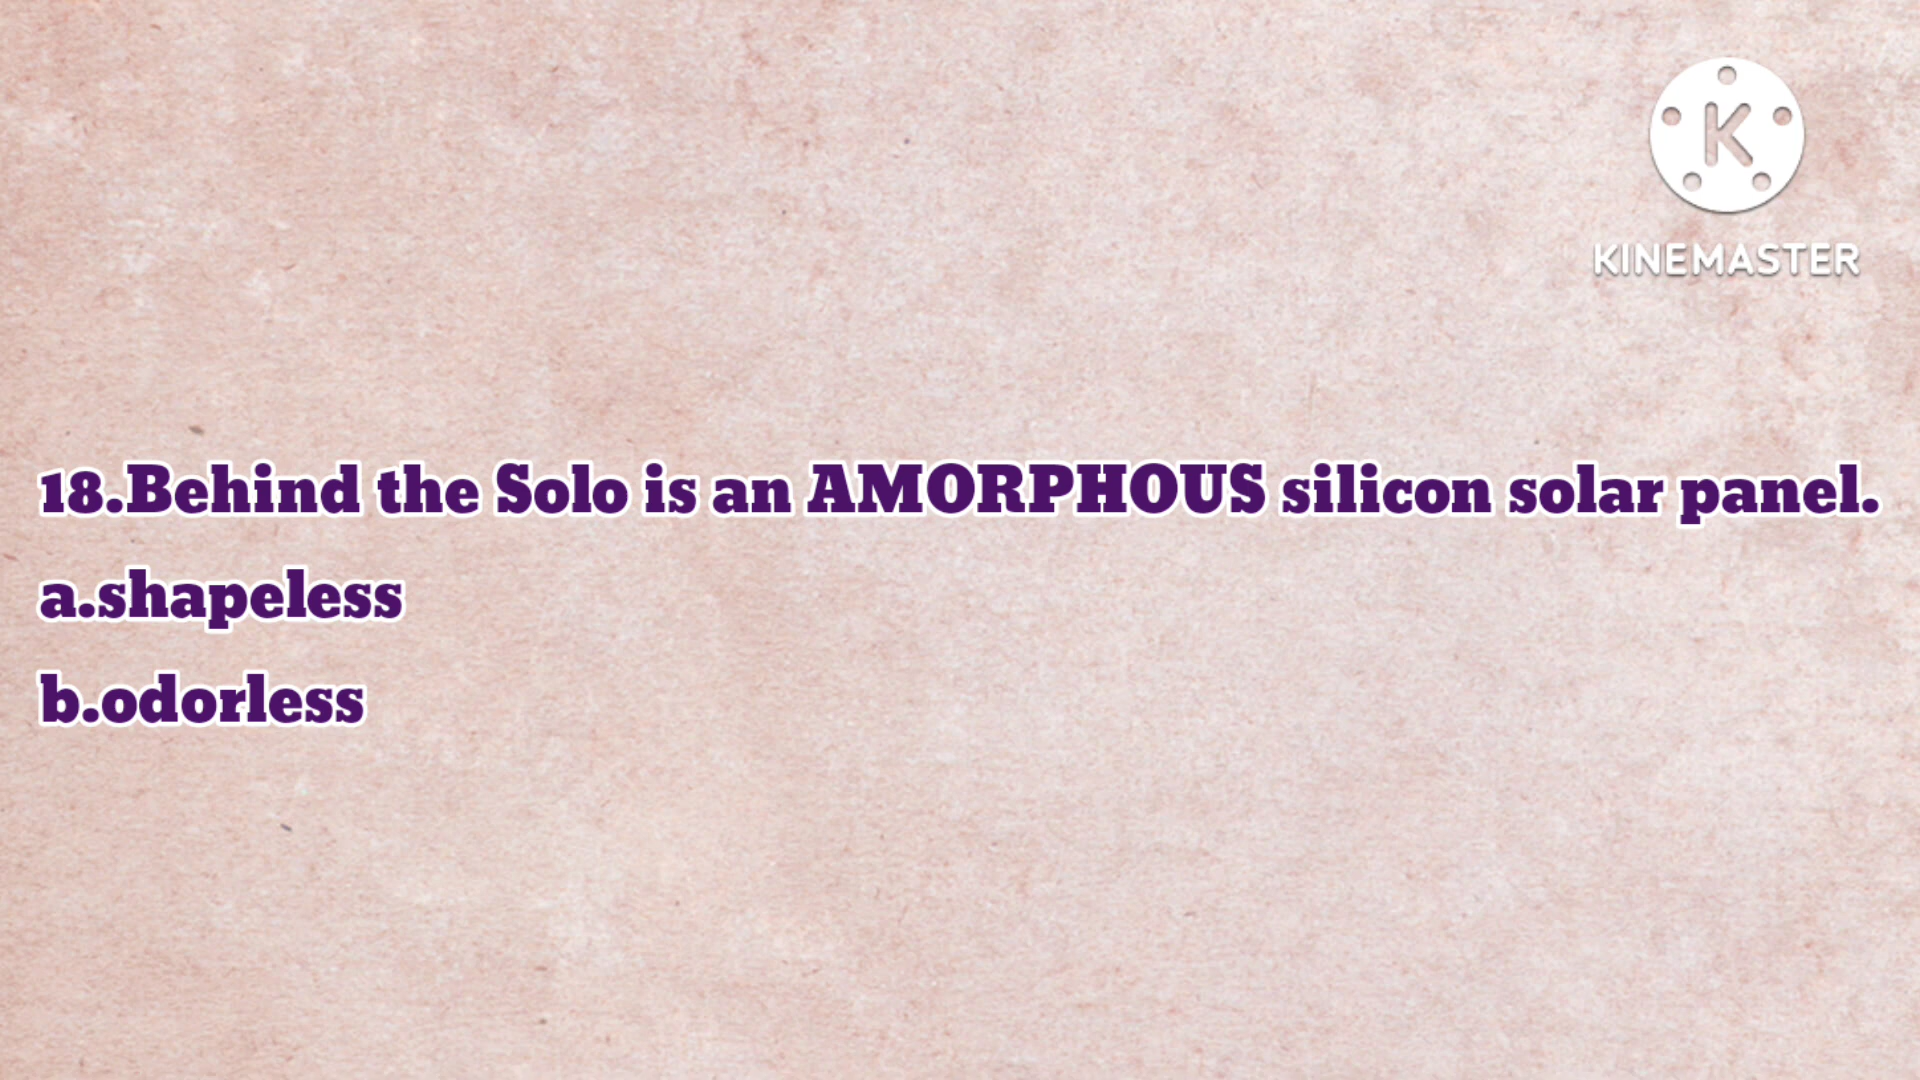 K
KINEMASTER
18.Behind the Solo is an AMORPHOUS silicon solar panel.
a.shapeless
b.odorless